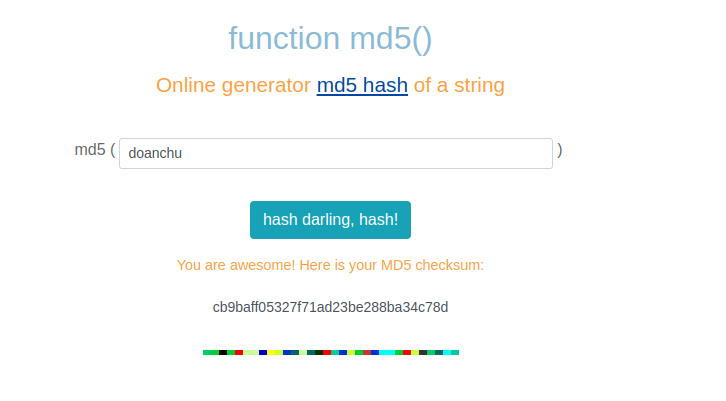 function md5()
Online generator md5 hash of a string
md5 ( doanchu )
hash darling, hash!
You are awesome! Here is your MD5 checksum:
cb9baff05327f71ad23be288ba34c78d